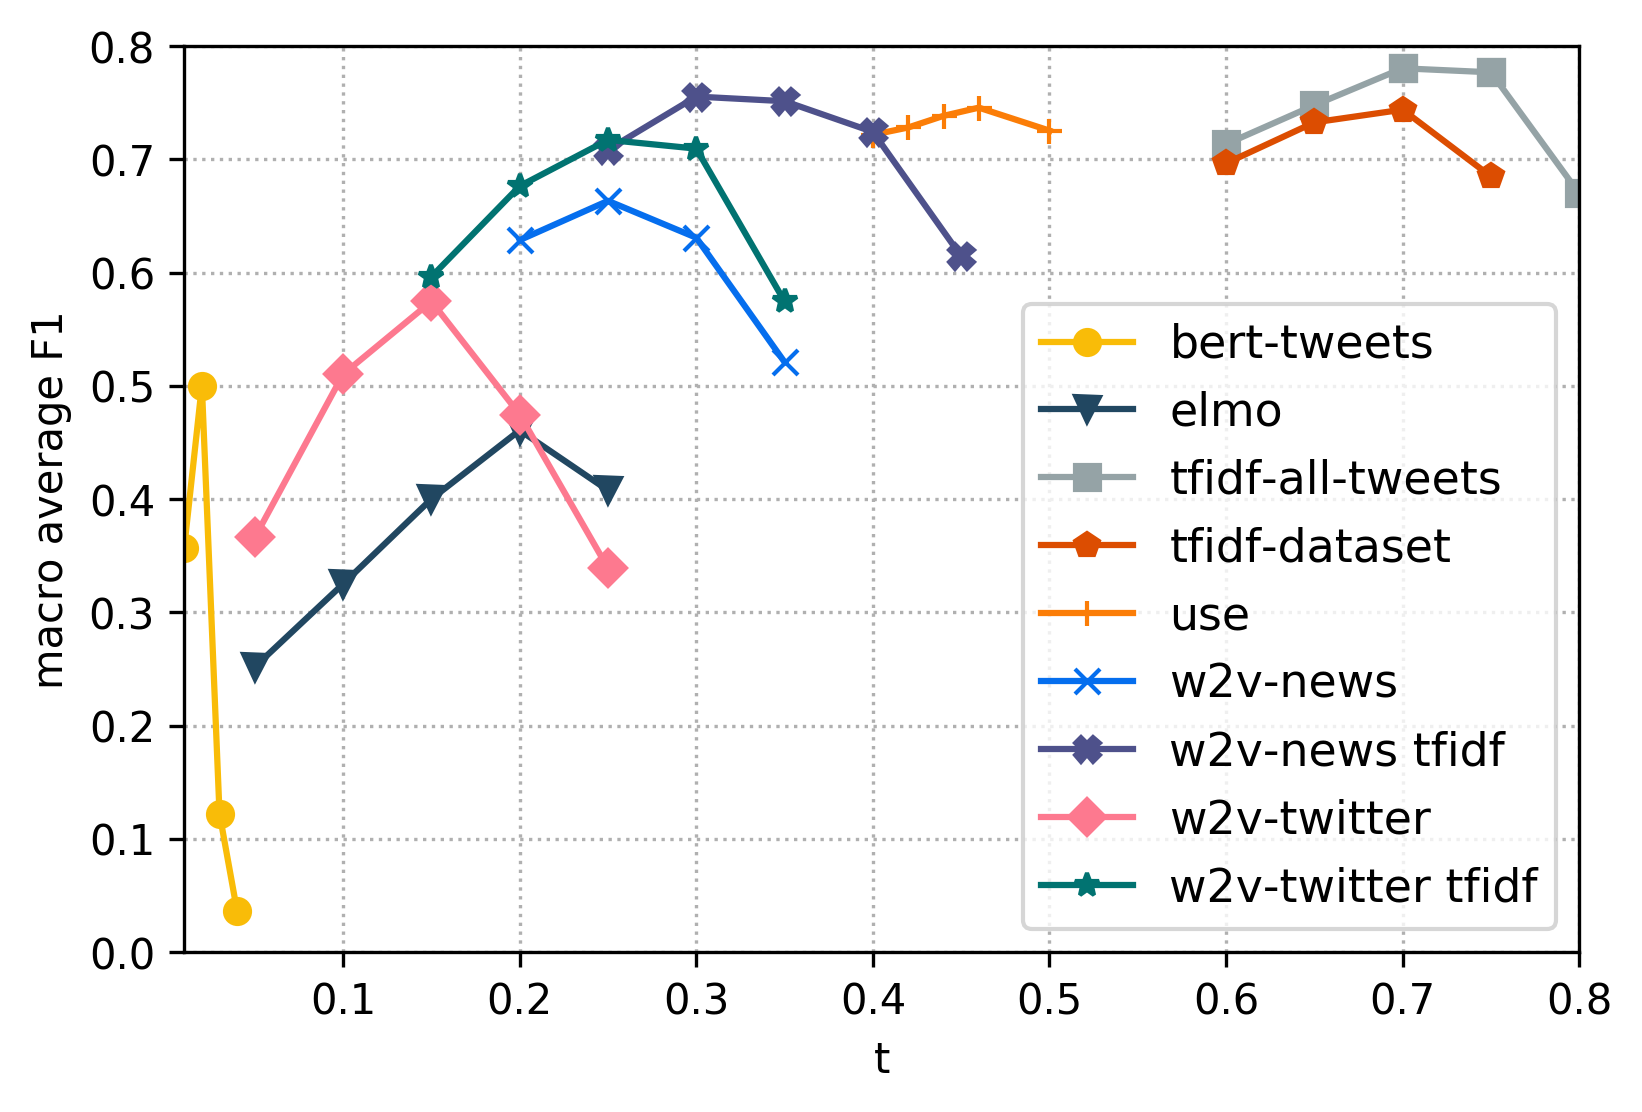 0.8
0.7
0.6
0.5
0.4
0.3
0.2
0.1
0.0
macro average F1
bert-tweets
elmo
tfidf-all-tweets
tfidf-dataset
use
w2v-news
w2v-news tfidf
w2v-twitter
w2v-twitter tfidf
0.1 0.2 0.3 0.4 0.5 0.6 0.7 0.8
t